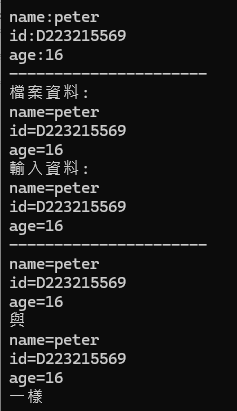 name:peter
id:D223215569
age:16
----------------------
檔案資料:
name=peter
id=D223215569
age=16
輸入資料:
name=peter
id=D223215569
age=16
----------------------
name=peter
id=D223215569
age=16
與
name=peter
id=D223215569
age=16
一樣